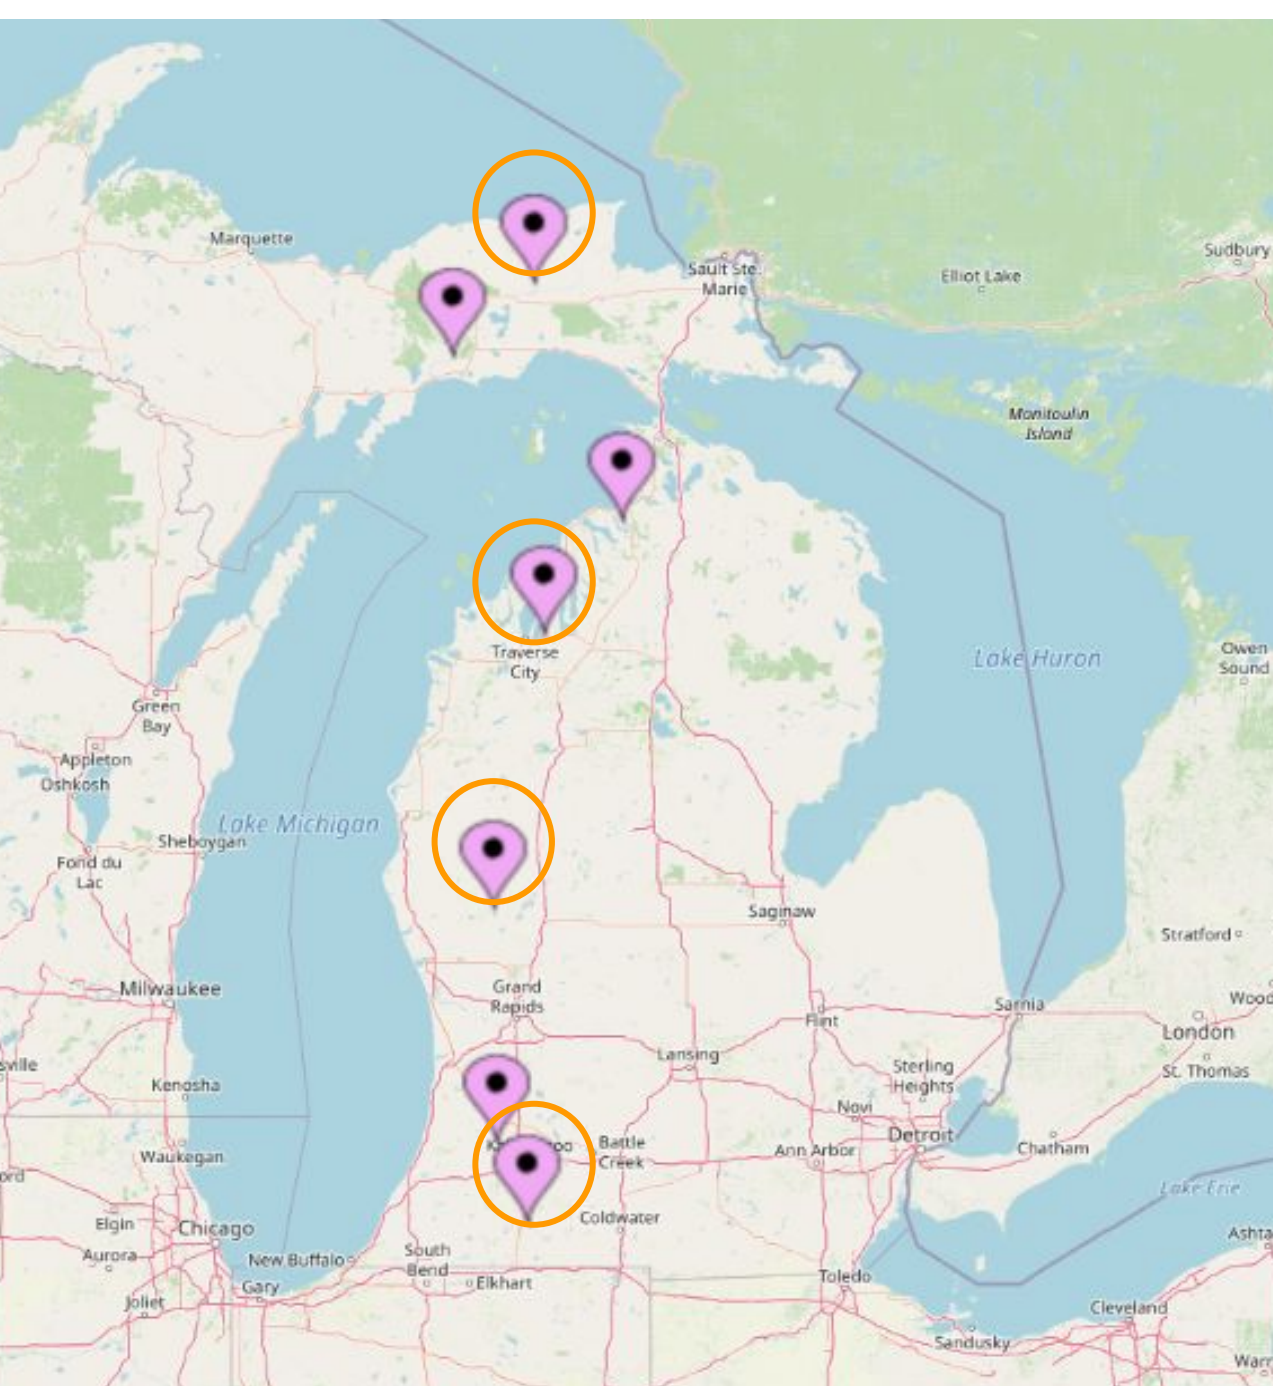 Marquette
Sault Ste.
Marie
Elliot Lake
Sudbury
Manitoulin
Island
Traverse
City
Lake Huron
Owen
Sound
Green
Bay
Appleton
Oshkosh
Lake Michigan
Sheboygan
Fond du
Lac
Saginaw
Stratford
Milwaukee
Grand
Rapids
Flint
Sarnia
Wood
London
Lansing
St. Thomas
sville
Kenosha
Sterling
Heights
Novi
Detroit
Battle
Creek
Ann Arbor
Chatham
Waukegan
ord
Lake Erie
Elgin
Chicago
Coldwater
Aurora
New Buffalo
South
Bend
Elkhart
Gary
Joliet
Toledo
Ashta
Cleveland
Sandusky
Warr